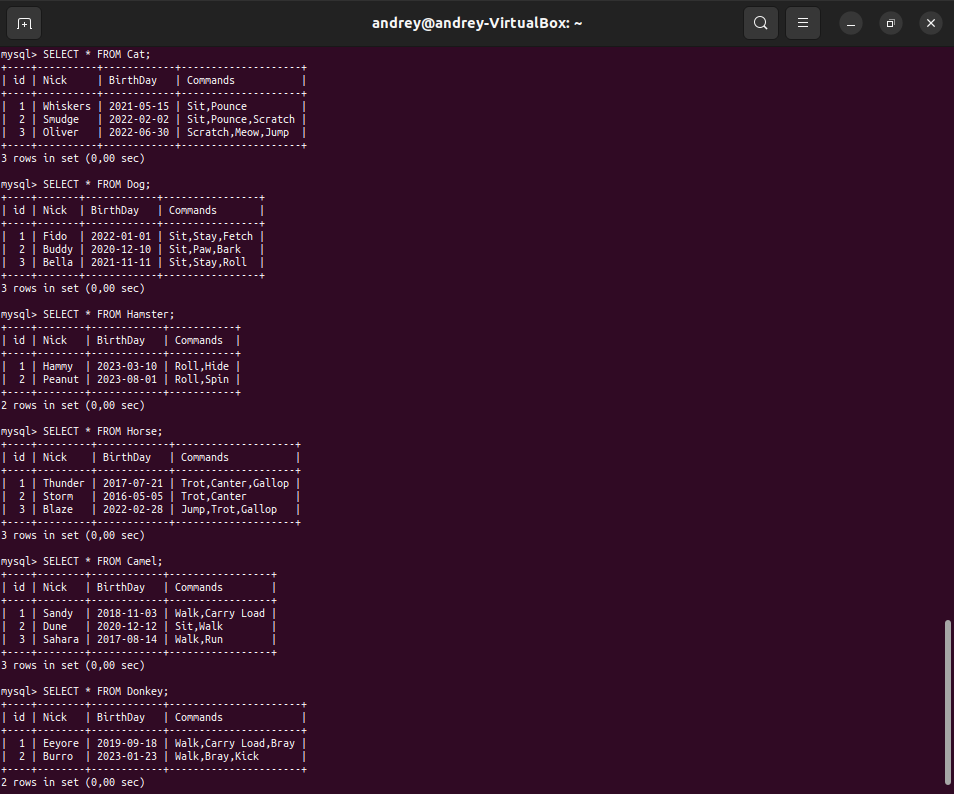 andrey@andrey-VirtualBox: ~
mysql> SELECT * FROM Cat;
+----+----------+------------+--------------------+
| id | Nick     | BirthDay   | Commands           |
+----+----------+------------+--------------------+
|  1 | Whiskers | 2021-05-15 | Sit,Pounce         |
|  2 | Smudge   | 2022-02-02 | Sit,Pounce,Scratch |
|  3 | Oliver   | 2022-06-30 | Scratch,Meow,Jump  |
+----+----------+------------+--------------------+
3 rows in set (0,00 sec)

mysql> SELECT * FROM Dog;
+----+-------+------------+----------------+
| id | Nick  | BirthDay   | Commands       |
+----+-------+------------+----------------+
|  1 | Fido  | 2022-01-01 | Sit,Stay,Fetch |
|  2 | Buddy | 2020-12-10 | Sit,Paw,Bark   |
|  3 | Bella | 2021-11-11 | Sit,Stay,Roll  |
+----+-------+------------+----------------+
3 rows in set (0,00 sec)

mysql> SELECT * FROM Hamster;
+----+--------+------------+-----------+
| id | Nick   | BirthDay   | Commands  |
+----+--------+------------+-----------+
|  1 | Hammy  | 2023-03-10 | Roll,Hide |
|  2 | Peanut | 2023-08-01 | Roll,Spin |
+----+--------+------------+-----------+
2 rows in set (0,00 sec)

mysql> SELECT * FROM Horse;
+----+---------+------------+--------------------+
| id | Nick    | BirthDay   | Commands           |
+----+---------+------------+--------------------+
|  1 | Thunder | 2017-07-21 | Trot,Canter,Gallop |
|  2 | Storm   | 2016-05-05 | Trot,Canter        |
|  3 | Blaze   | 2022-02-28 | Jump,Trot,Gallop   |
+----+---------+------------+--------------------+
3 rows in set (0,00 sec)

mysql> SELECT * FROM Camel;
+----+--------+------------+-----------------+
| id | Nick   | BirthDay   | Commands        |
+----+--------+------------+-----------------+
|  1 | Sandy  | 2018-11-03 | Walk,Carry Load |
|  2 | Dune   | 2020-12-12 | Sit,Walk        |
|  3 | Sahara | 2017-08-14 | Walk,Run        |
+----+--------+------------+-----------------+
3 rows in set (0,00 sec)

mysql> SELECT * FROM Donkey;
+----+--------+------------+----------------------+
| id | Nick   | BirthDay   | Commands             |
+----+--------+------------+----------------------+
|  1 | Eeyore | 2019-09-18 | Walk,Carry Load,Bray |
|  2 | Burro  | 2023-01-23 | Walk,Bray,Kick       |
+----+--------+------------+----------------------+
2 rows in set (0,00 sec)